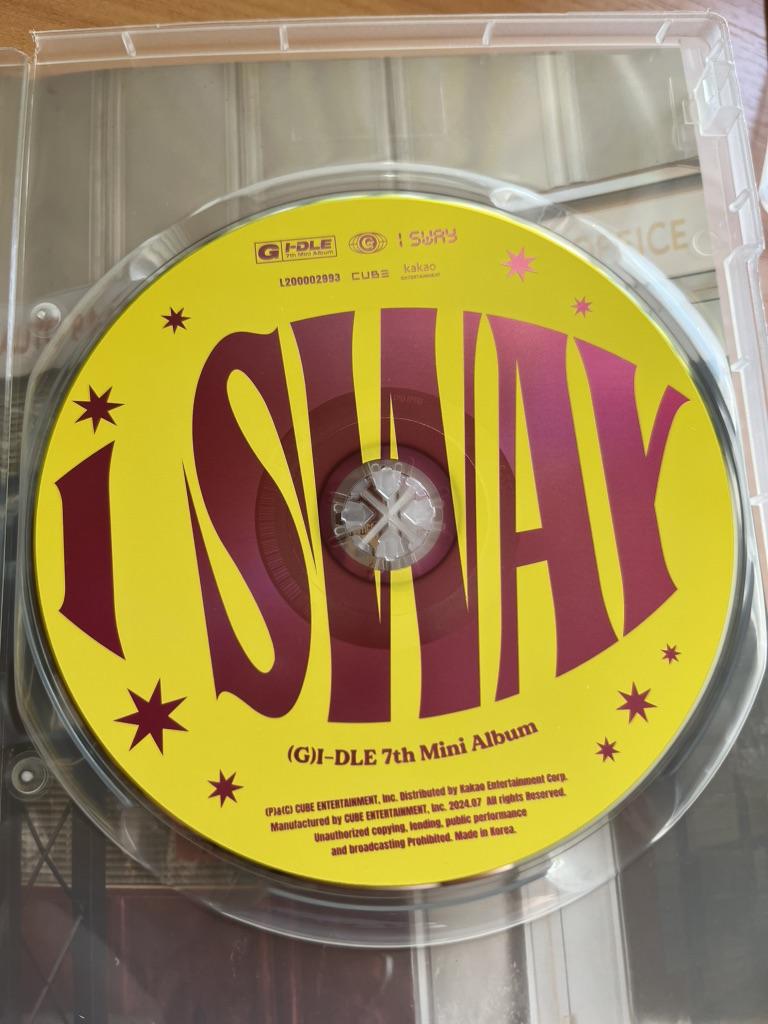 G I-DLE
7th Mini Album
G
I SWAY
L200002993
CUBE
kakao
ENTERTAINMENT
OFFICE
I SWAY
(G)I-DLE 7th Mini Album
(P)&(C) CUBE ENTERTAINMENT, Inc. Distributed by Kakao Entertainment Corp.
Manufactured by CUBE ENTERTAINMENT, Inc. 2024.07 All rights Reserved.
Unauthorized copying, lending, public performance
and broadcasting Prohibited. Made in Korea.